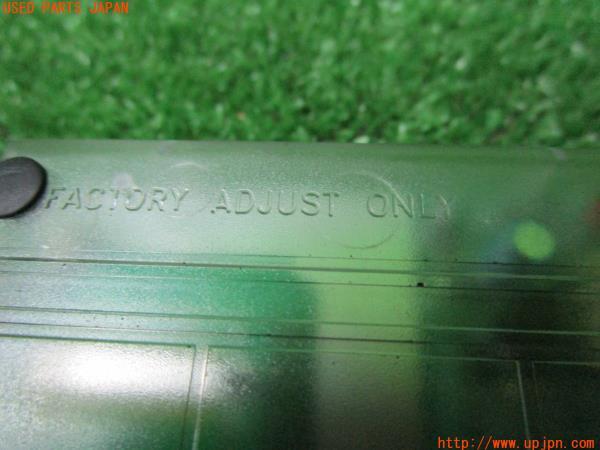 USED PARTS JAPAN
FACTORY ADJUST ONLY
http://www.upjpn.com/